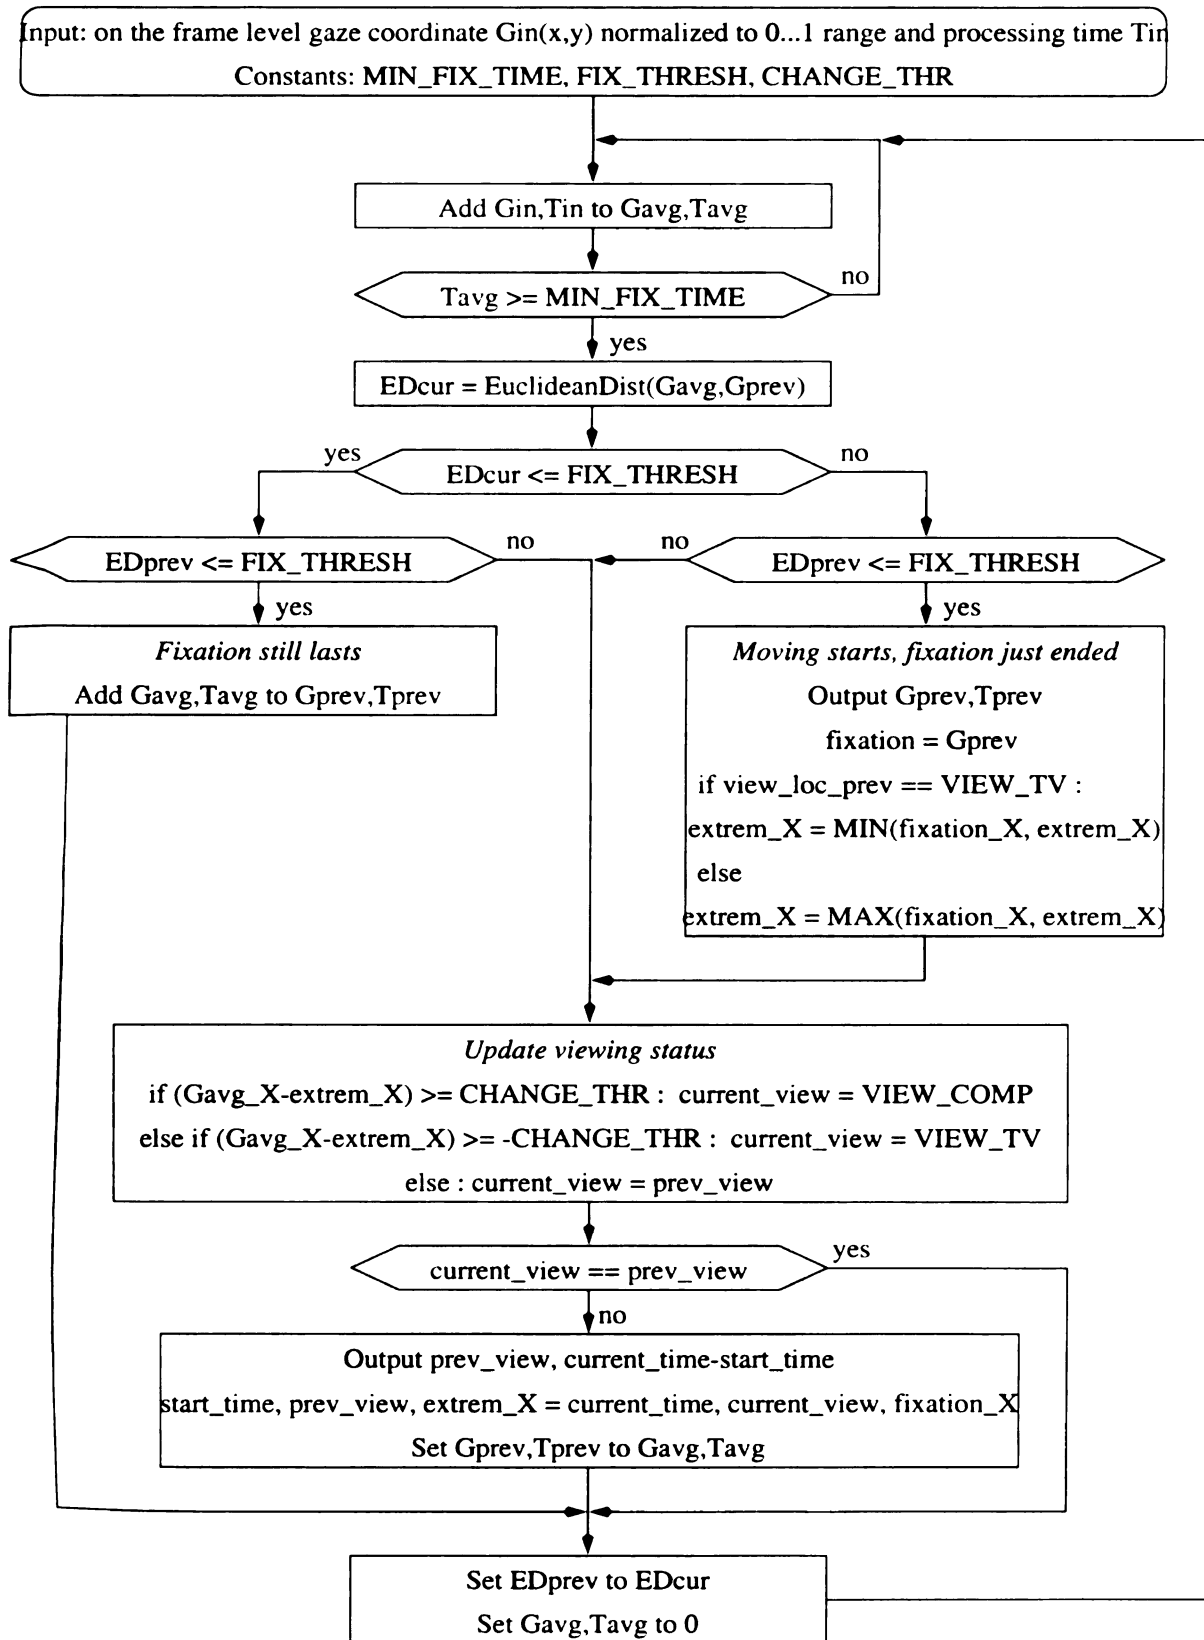 Input: on the frame level gaze coordinate Gin(x,y) normalized to 0...1 range and processing time Tin
Constants: MIN_FIX_TIME, FIX_THRESH, CHANGE_THR
Add Gin,Tin to Gavg,Tavg
Tavg >= MIN_FIX_TIME
no
yes
EDcur = EuclideanDist(Gavg,Gprev)
yes
EDcur <= FIX_THRESH
no
EDprev <= FIX_THRESH
no
no
EDprev <= FIX_THRESH
yes
yes
Fixation still lasts
Add Gavg,Tavg to Gprev,Tprev
Moving starts, fixation just ended
Output Gprev,Tprev
fixation = Gprev
if view_loc_prev == VIEW_TV :
extrem_X = MIN(fixation_X, extrem_X)
else
extrem_X = MAX(fixation_X, extrem_X)
Update viewing status
if (Gavg_X-extrem_X) >= CHANGE_THR : current_view = VIEW_COMP
else if (Gavg_X-extrem_X) >= -CHANGE_THR : current_view = VIEW_TV
else : current_view = prev_view
current_view == prev_view
yes
no
Output prev_view, current_time-start_time
start_time, prev_view, extrem_X = current_time, current_view, fixation_X
Set Gprev,Tprev to Gavg,Tavg
Set EDprev to EDcur
Set Gavg,Tavg to 0